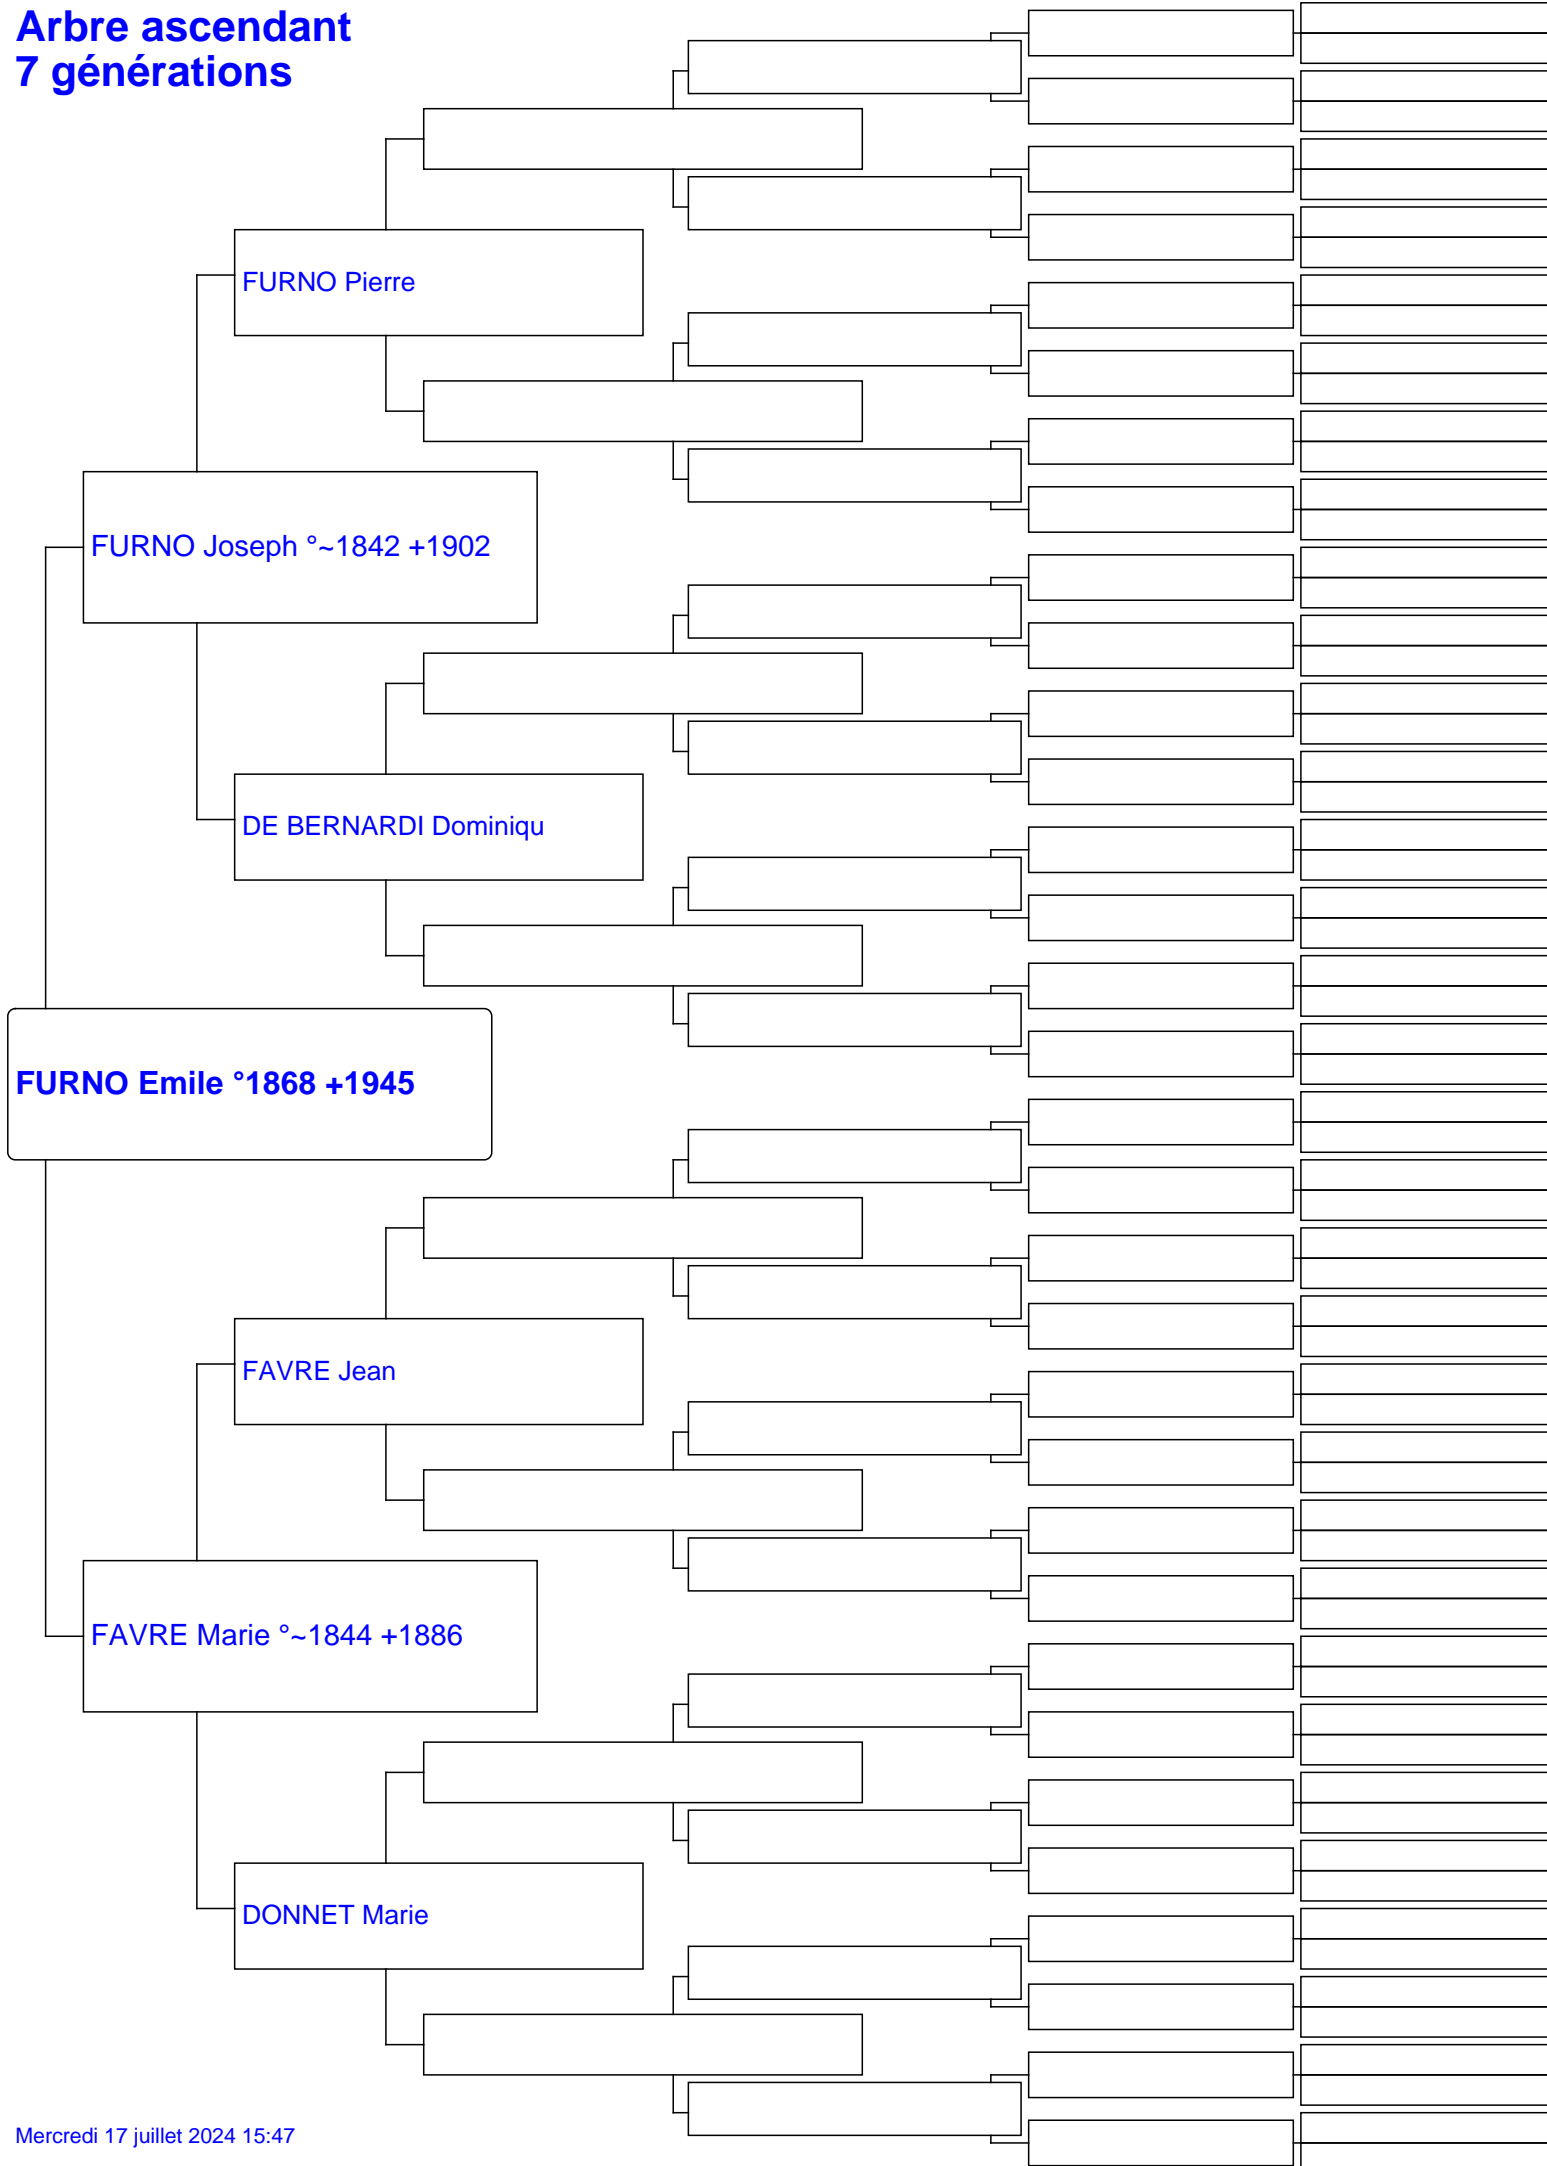 Arbre ascendant
7 générations
FURNO Pierre
FURNO Joseph °~1842 +1902
DE BERNARDI Dominiqu
FURNO Emile °1868 +1945
FAVRE Jean
FAVRE Marie °~1844 +1886
DONNET Marie
Mercredi 17 juillet 2024 15:47